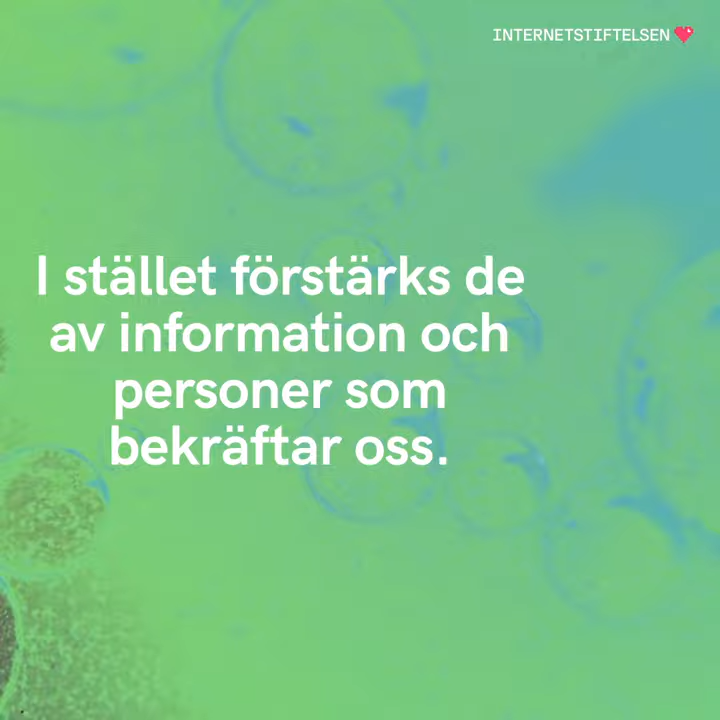 INTERNETSTIFTELSEN
I stället förstärks de
av information och
personer som
bekräftar oss.